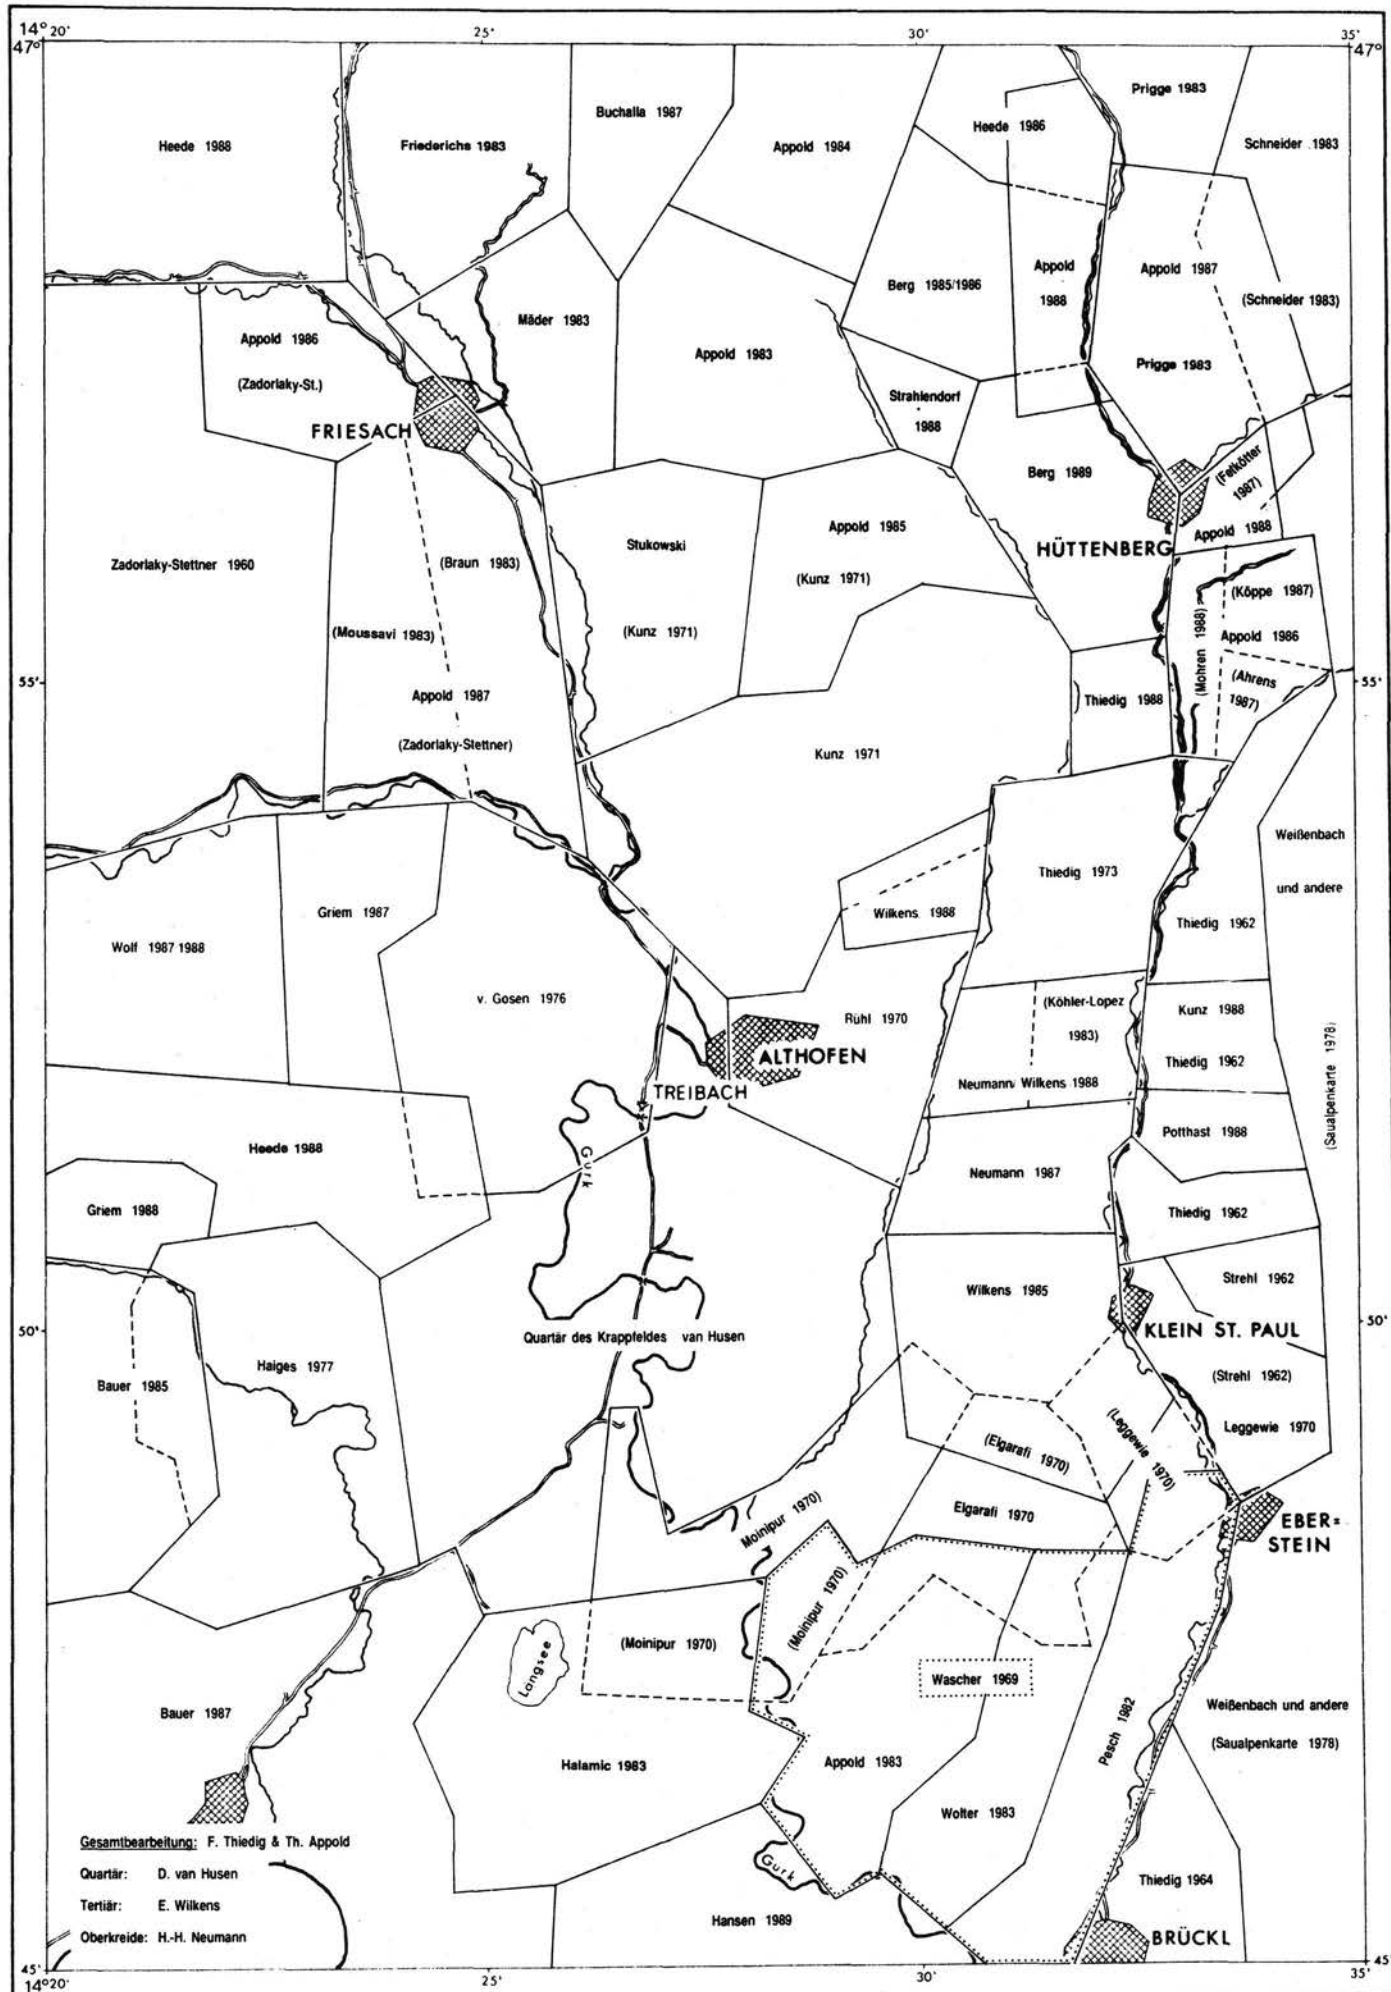 14° 20'
25'
30'
35'
47°
47°
Prigge 1983
Buchalla 1987
Heede 1986
Heede 1988
Friederichs 1983
Appold 1984
Schneider 1983
Appold
1988
Appold 1987
Berg 1985/1986
(Schneider 1983)
Mäder 1983
Appold 1986
(Zadorlaky-St.)
Appold 1983
Prigge 1983
Strahlendorf
1988
FRIESACH
Berg 1989
(Felkötter
1987)
Appold 1985
Appold 1988
Stukowski
HÜTTENBERG
Zadorlaky-Stettner 1960
(Braun 1983)
(Kunz 1971)
(Köppe 1987)
(Moussavi 1983)
(Kunz 1971)
(Mohren 1988)
Appold 1986
55'
55'
(Ahrens
1987)
Appold 1987
Thiedig 1988
(Zadorlaky-Stettner)
Kunz 1971
Weißenbach
und andere
Thiedig 1973
Griem 1987
Wilkens 1988
Thiedig 1962
Wolf 1987 1988
v. Gosen 1976
(Köhler-Lopez
1983)
Kunz 1988
Rühl 1970
(Saualpenkarte 1978)
ALTHOFEN
Thiedig 1962
Neumann/ Wilkens 1988
TREIBACH
Potthast 1988
Heede 1988
Gurk
Neumann 1987
Griem 1988
Thiedig 1962
Strehl 1962
Wilkens 1985
50'
50'
Quartär des Krappfeldes van Husen
KLEIN ST. PAUL
Haiges 1977
(Strehl 1962)
Bauer 1985
Leggewie 1970
(Leggewie 1970)
(Elgarafi 1970)
Moinipur 1970)
Elgarafi 1970
EBER=
STEIN
(Moinipur 1970)
(Moinipur 1970)
Langsee
Wascher 1969
Bauer 1987
Pesch 1982
Weißenbach und andere
(Saualpenkarte 1978)
Halamic 1983
Appold 1983
Wolter 1983
Gesamtbearbeitung: F. Thiedig & Th. Appold
Quartär: D. van Husen
Gurk
Thiedig 1964
Tertiär: E. Wilkens
Hansen 1989
Oberkreide: H.-H. Neumann
BRÜCKL
45'
45'
14° 20'
25'
30'
35'